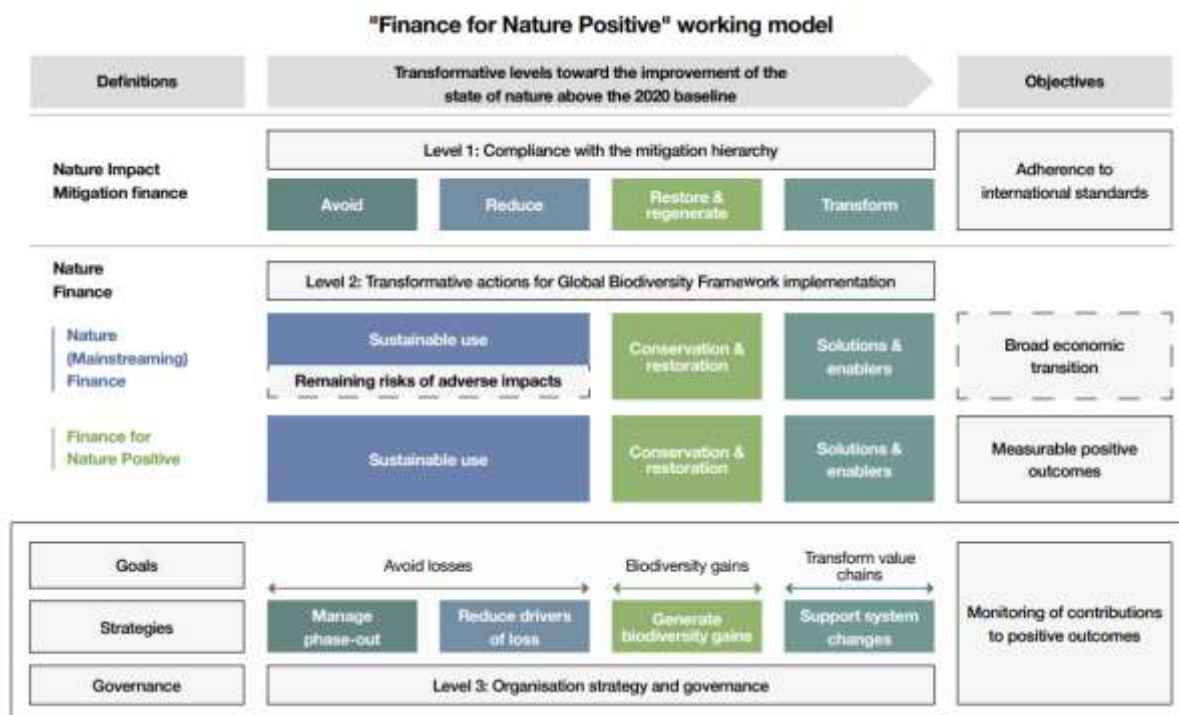 "Finance for Nature Positive" working model
Definitions
Transformative levels toward the improvement of the
state of nature above the 2020 baseline
Objectives
Nature Impact
Mitigation finance
Level 1: Compliance with the mitigation hierarchy
Avoid
Reduce
Restore &
regenerate
Transform
Adherence to
international standards
Nature
Finance
Level 2: Transformative actions for Global Biodiversity Framework implementation
Nature
(Mainstreaming)
Finance
Sustainable use
Remaining risks of adverse impacts
Conservation &
restoration
Solutions &
enablers
Broad economic
transition
Finance for
Nature Positive
Sustainable use
Conservation &
restoration
Solutions &
enablers
Measurable positive
outcomes
Goals
Avoid losses
Biodiversity gains
Transform value
chains
Strategies
Manage
phase-out
Reduce drivers
of loss
Generate
biodiversity gains
Support system
changes
Monitoring of contributions
to positive outcomes
Governance
Level 3: Organisation strategy and governance